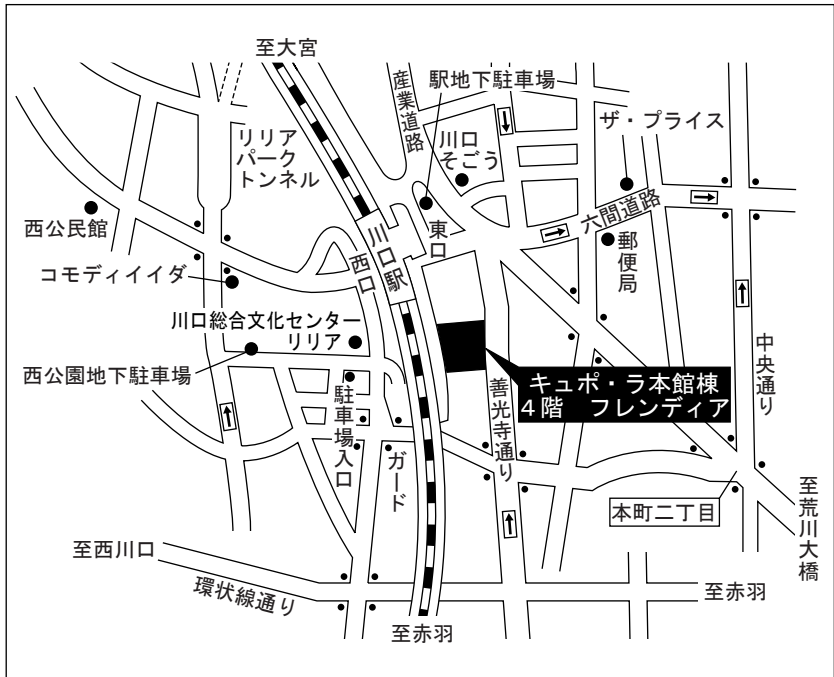 至大宮
産業道路
駅地下駐車場
川口
そごう
ザ・プライス
リリア
パーク
トンネル
西公民館
六間道路
郵便局
東口
川口駅
西口
コモディイイダ
川口総合文化センター
リリア
西公園地下駐車場
駐車場入口
ガード
キュポ・ラ本館棟
4階 フレンディア
善光寺通り
中央通り
本町二丁目
至荒川大橋
至西川口
環状線通り
至赤羽
至赤羽